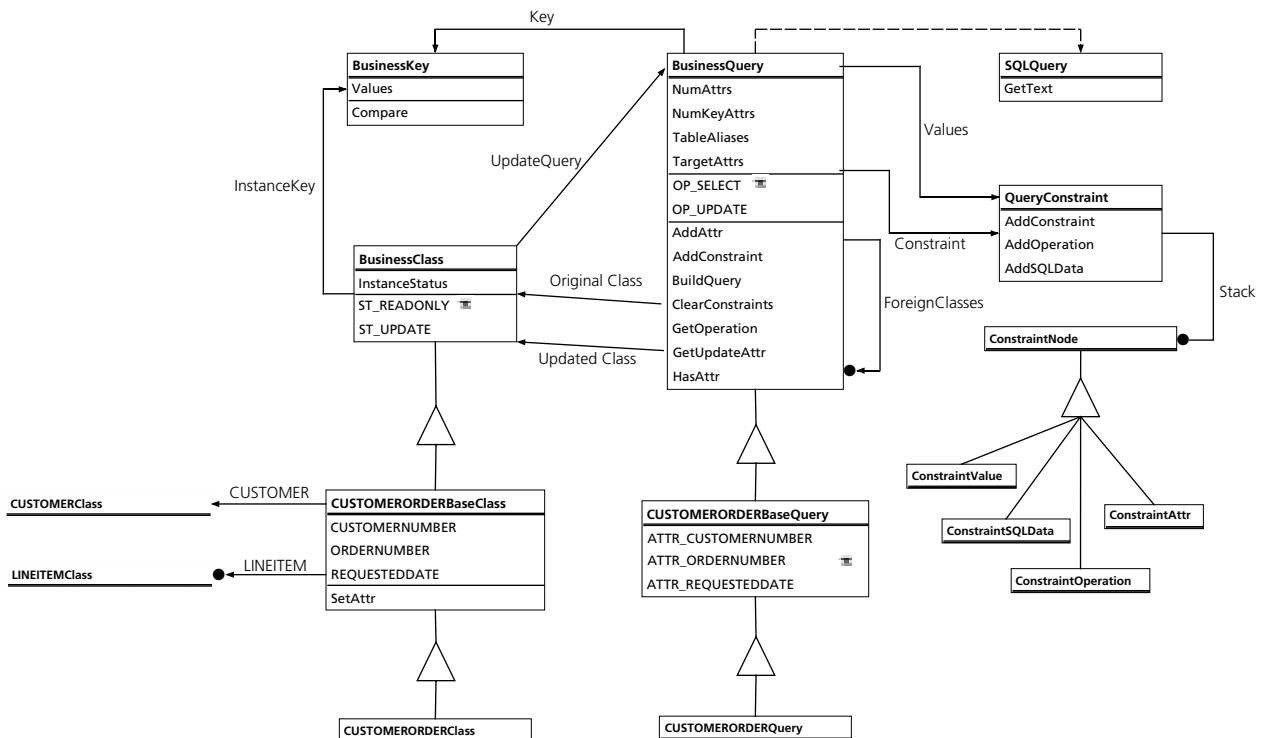 Key
BusinessKey
Values
Compare
BusinessQuery
NumAttrs
NumKeyAttrs
TableAliases
TargetAttrs
OP_SELECT
OP_UPDATE
AddAttr
AddConstraint
BuildQuery
ClearConstraints
GetOperation
GetUpdateAttr
HasAttr
SQLQuery
GetText
Values
UpdateQuery
InstanceKey
QueryConstraint
AddConstraint
AddOperation
AddSQLData
Constraint
BusinessClass
InstanceStatus
ST_READONLY
ST_UPDATE
Original Class
Updated Class
ForeignClasses
Stack
ConstraintNode
ConstraintValue
ConstraintSQLData
ConstraintAttr
ConstraintOperation
CUSTOMERClass
CUSTOMER
LINEITEMClass
LINEITEM
CUSTOMERORDERBaseClass
CUSTOMERNUMBER
ORDERNUMBER
REQUESTEDDATE
SetAttr
CUSTOMERORDERBaseQuery
ATTR_CUSTOMERNUMBER
ATTR_ORDERNUMBER
ATTR_REQUESTEDDATE
CUSTOMERORDERClass
CUSTOMERORDERQuery